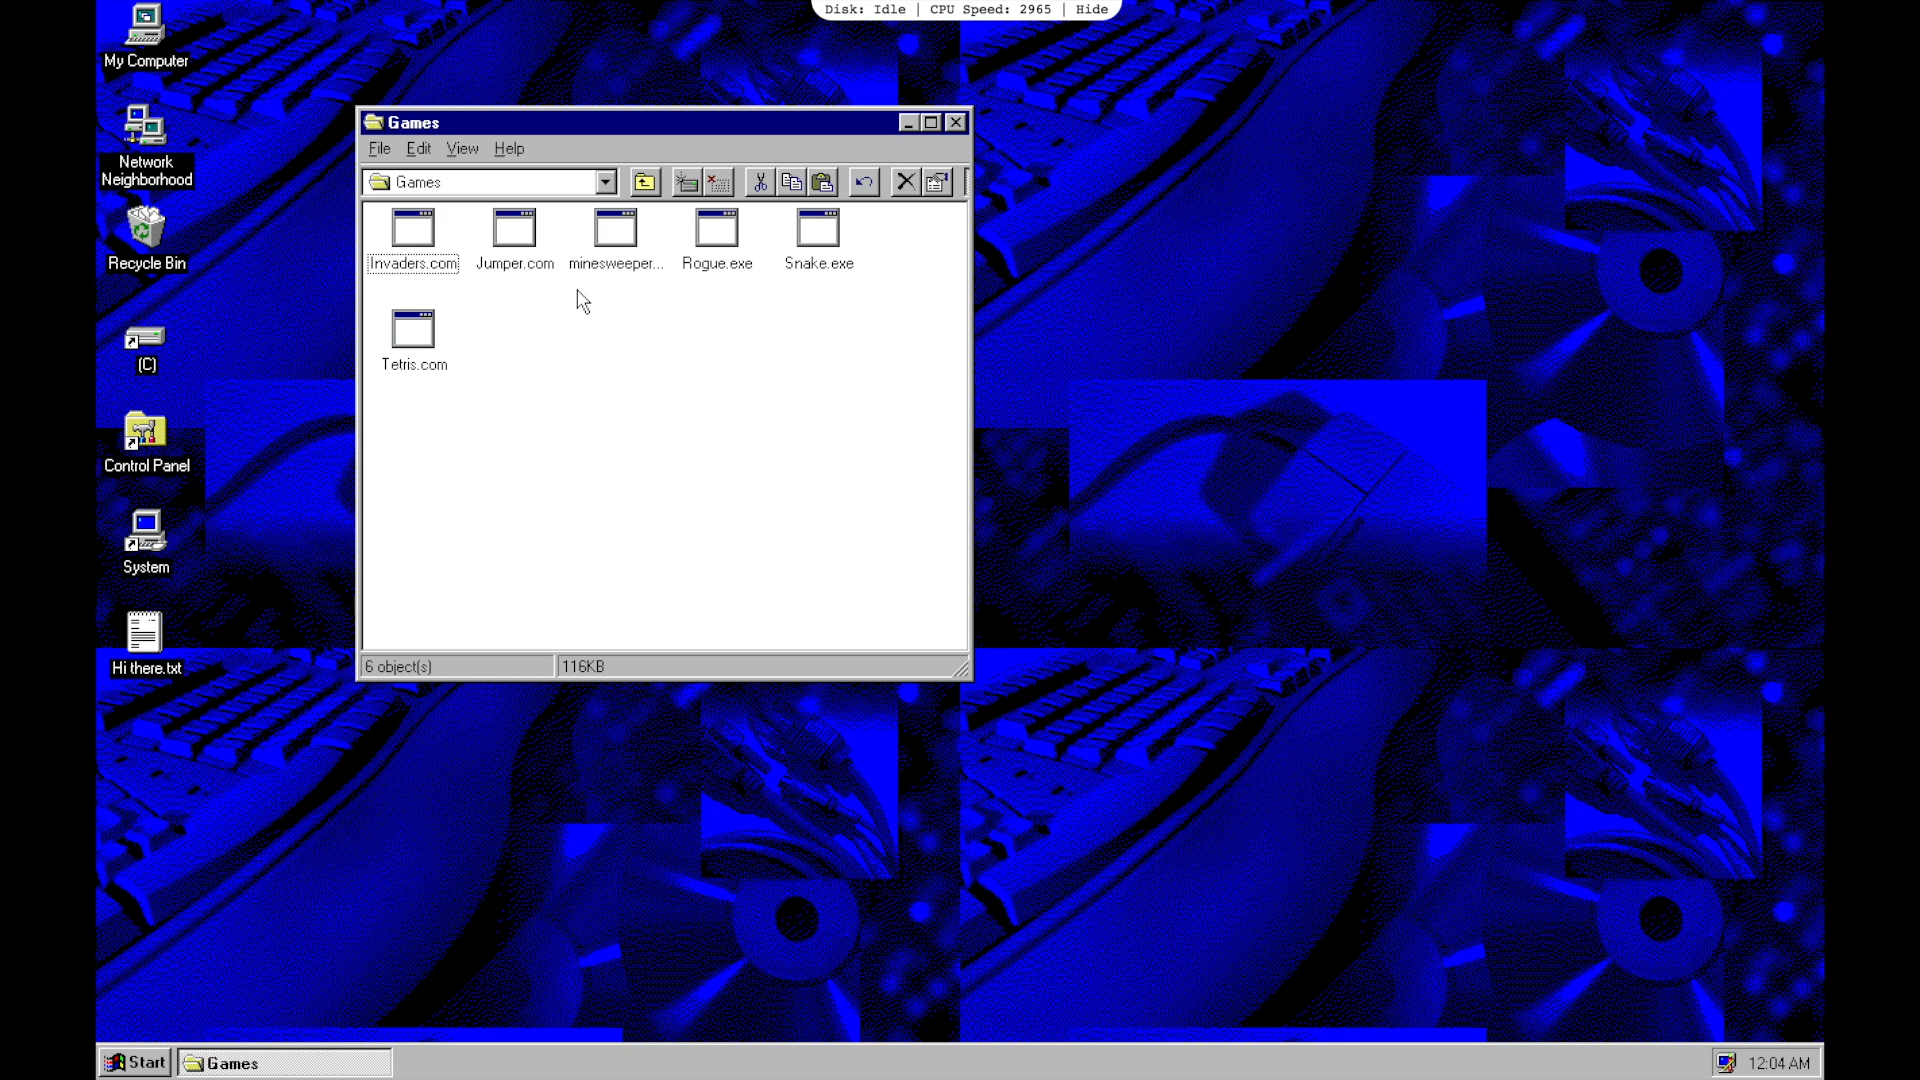 Disk: Idle | CPU Speed: 2965 | Hide
My Computer
Network
Neighborhood
Recycle Bin
(C)
Control Panel
System
Hi there.txt
Games
File Edit View Help
Games
Invaders.com Jumper.com minesweeper... Rogue.exe Snake.exe
Tetris.com
6 object(s) 116KB
Start Games 12:04 AM